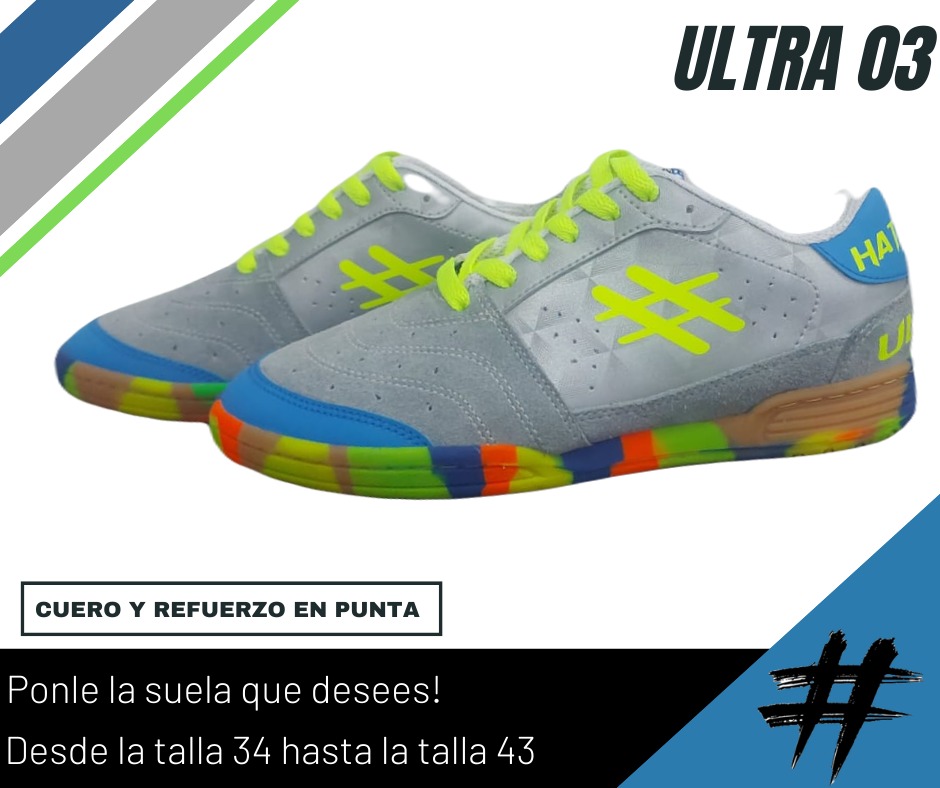 ULTRA 03
CUERO Y REFUERZO EN PUNTA
Ponle la suela que desees!
Desde la talla 34 hasta la talla 43
#